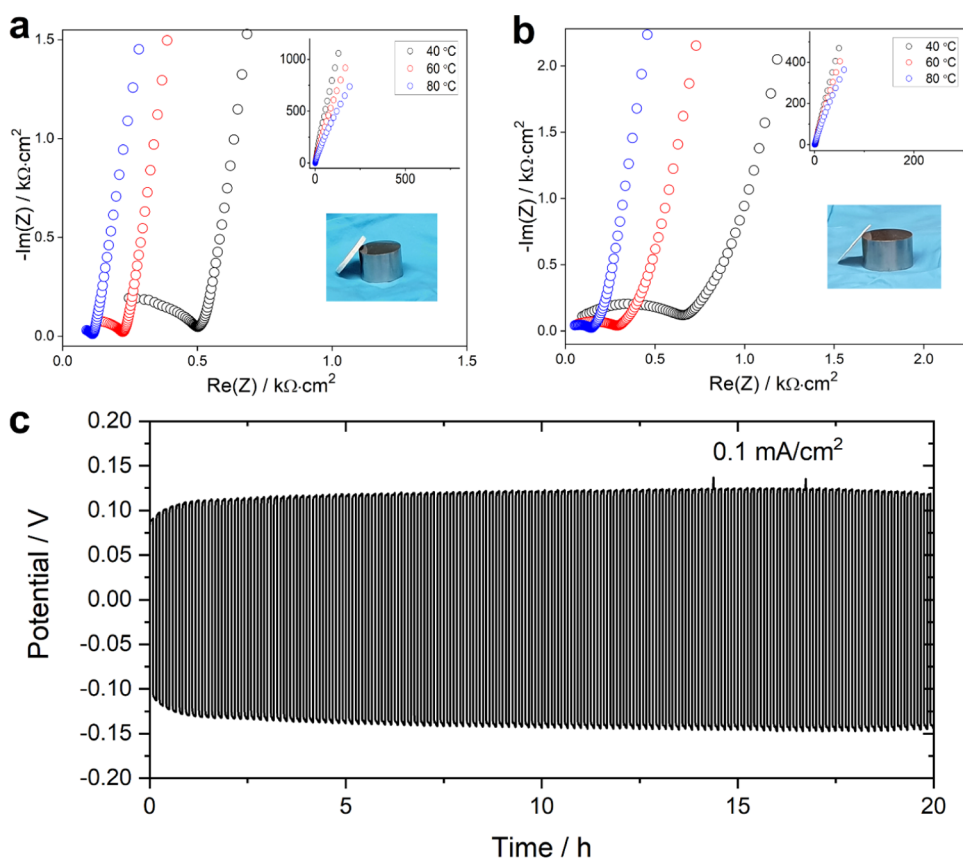 a
1.5
1.0
0.5
0.0
-Im(Z) / kΩ·cm²
0.0
0.5
1.0
1.5
Re(Z) / kΩ·cm²
1000
500
0
0
500
40 °C
60 °C
80 °C
b
2.0
1.5
1.0
0.5
0.0
-Im(Z) / kΩ·cm²
0.0
0.5
1.0
1.5
2.0
Re(Z) / kΩ·cm²
400
200
0
0
200
40 °C
60 °C
80 °C
c
0.20
0.15
0.10
0.05
0.00
-0.05
-0.10
-0.15
-0.20
Potential / V
0.1 mA/cm²
0
5
10
15
20
Time / h